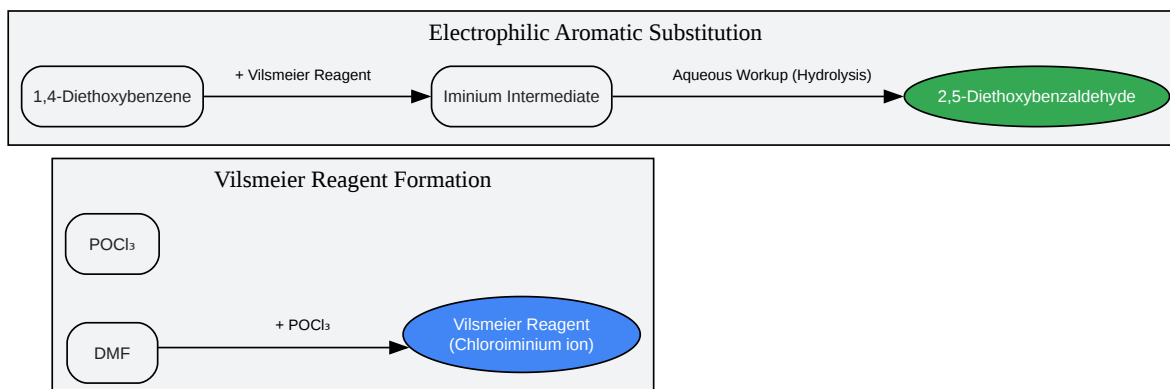 Electrophilic Aromatic Substitution
1,4-Diethoxybenzene
+ Vilsmeier Reagent
Iminium Intermediate
Aqueous Workup (Hydrolysis)
2,5-Diethoxybenzaldehyde
Vilsmeier Reagent Formation
POCl₃
DMF
+ POCl₃
Vilsmeier Reagent
(Chloroiminium ion)